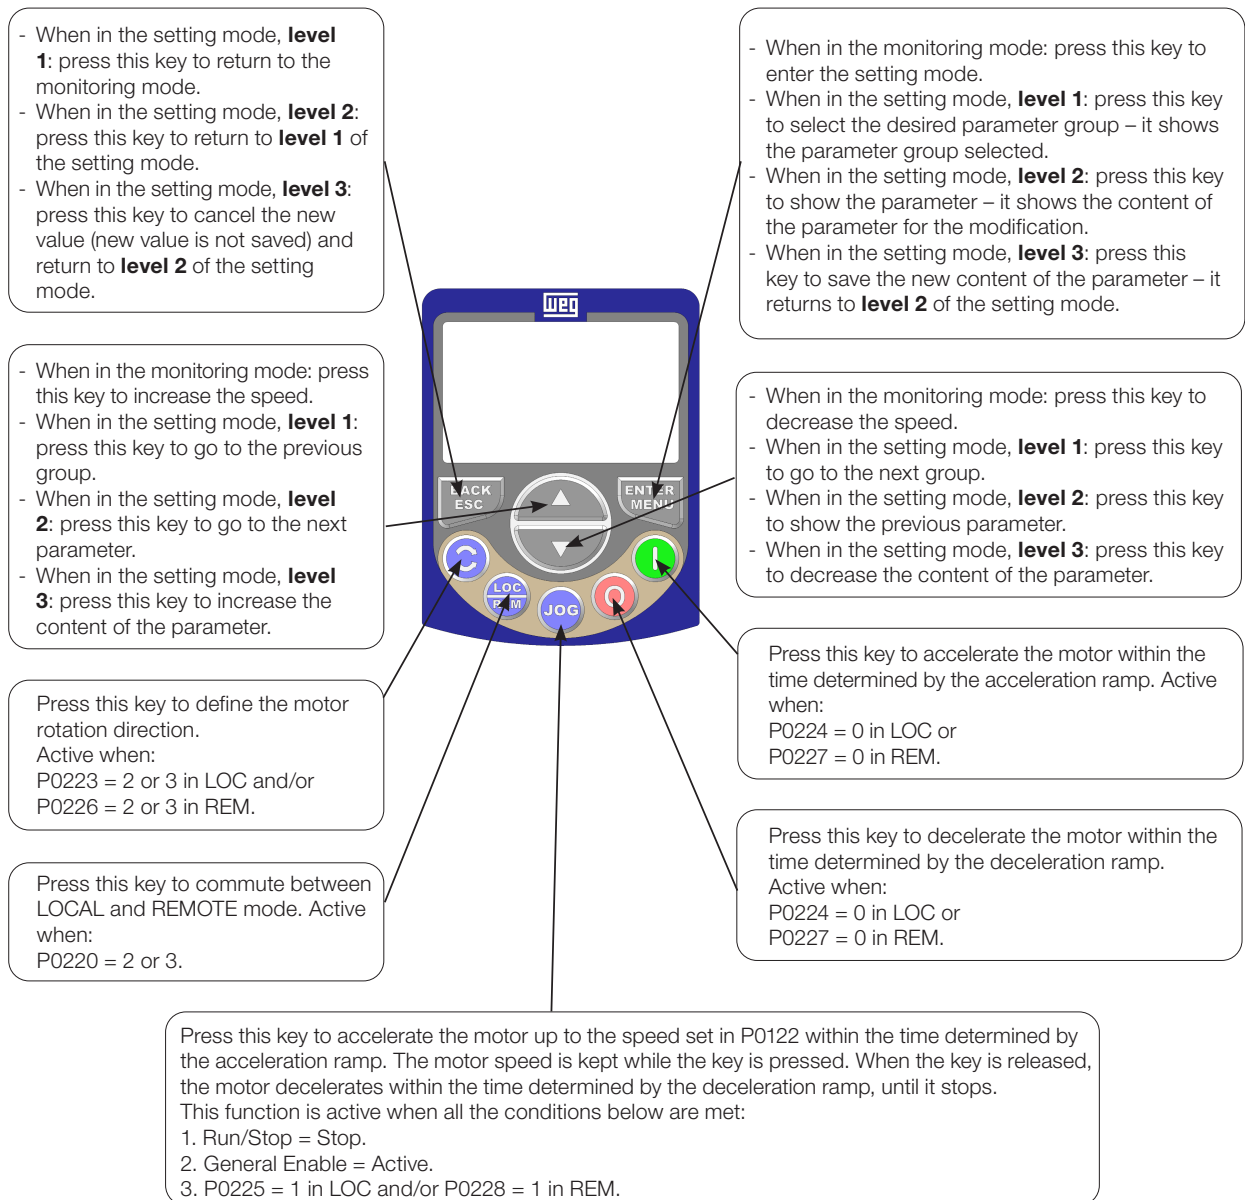 - When in the setting mode, level
1: press this key to return to the
monitoring mode.
- When in the setting mode, level 2:
press this key to return to level 1 of
the setting mode.
- When in the setting mode, level 3:
press this key to cancel the new
value (new value is not saved) and
return to level 2 of the setting
mode.
- When in the monitoring mode: press this key to
enter the setting mode.
- When in the setting mode, level 1: press this key
to select the desired parameter group – it shows
the parameter group selected.
- When in the setting mode, level 2: press this key
to show the parameter – it shows the content of
the parameter for the modification.
- When in the setting mode, level 3: press this
key to save the new content of the parameter – it
returns to level 2 of the setting mode.
- When in the monitoring mode: press
this key to increase the speed.
- When in the setting mode, level 1:
press this key to go to the previous
group.
- When in the setting mode, level
2: press this key to go to the next
parameter.
- When in the setting mode, level
3: press this key to increase the
content of the parameter.
- When in the monitoring mode: press this key to
decrease the speed.
- When in the setting mode, level 1: press this key
to go to the next group.
- When in the setting mode, level 2: press this key
to show the previous parameter.
- When in the setting mode, level 3: press this key
to decrease the content of the parameter.
weg
BACK
ESC
ENTER
MENU
LOC
REM
JOG
Press this key to define the motor
rotation direction.
Active when:
P0223 = 2 or 3 in LOC and/or
P0226 = 2 or 3 in REM.
Press this key to accelerate the motor within the
time determined by the acceleration ramp. Active
when:
P0224 = 0 in LOC or
P0227 = 0 in REM.
Press this key to commute between
LOCAL and REMOTE mode. Active
when:
P0220 = 2 or 3.
Press this key to decelerate the motor within the
time determined by the deceleration ramp.
Active when:
P0224 = 0 in LOC or
P0227 = 0 in REM.
Press this key to accelerate the motor up to the speed set in P0122 within the time determined by
the acceleration ramp. The motor speed is kept while the key is pressed. When the key is released,
the motor decelerates within the time determined by the deceleration ramp, until it stops.
This function is active when all the conditions below are met:
1. Run/Stop = Stop.
2. General Enable = Active.
3. P0225 = 1 in LOC and/or P0228 = 1 in REM.